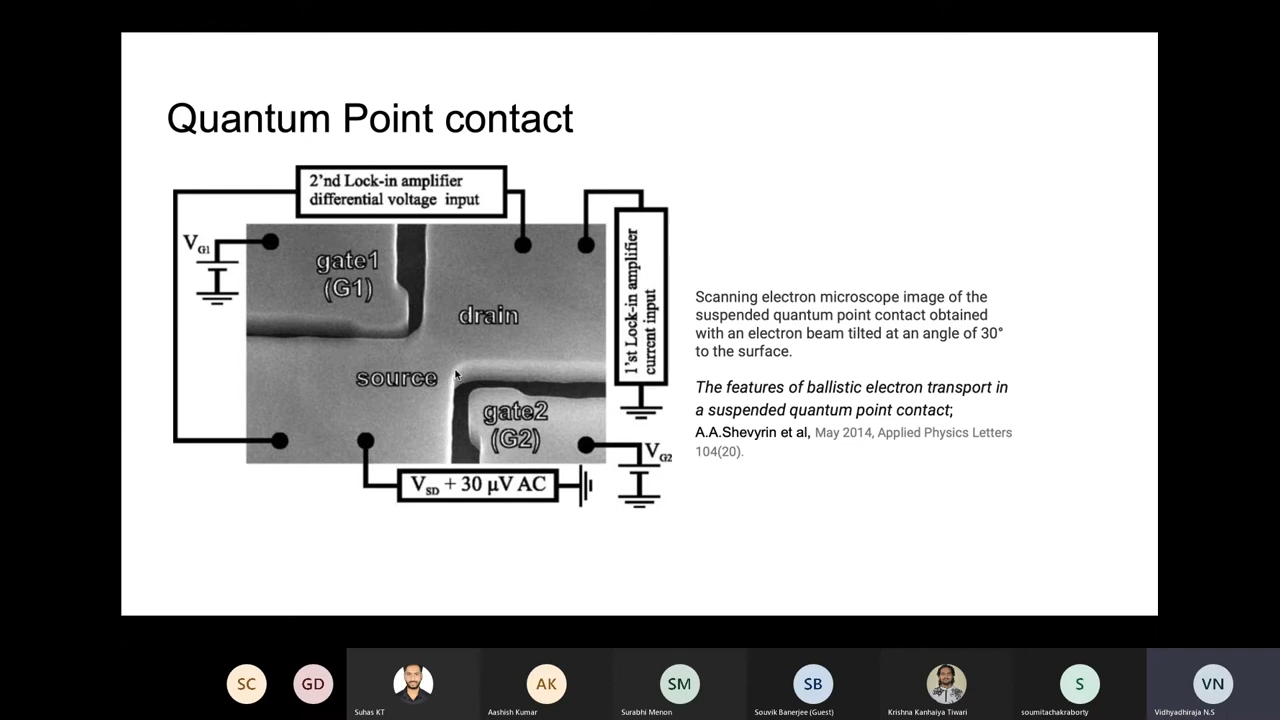 Quantum Point contact
2’nd Lock-in amplifier
differential voltage input
V_G1
gate1
(G1)
drain
source
gate2
(G2)
1’st Lock-in amplifier
current input
V_G2
V_SD + 30 μV AC
Scanning electron microscope image of the
suspended quantum point contact obtained
with an electron beam tilted at an angle of 30°
to the surface.
The features of ballistic electron transport in
a suspended quantum point contact;
A.A.Shevyrin et al, May 2014, Applied Physics Letters
104(20).
SC
GD
AK
SM
SB
S
VN
Suhas KT
Aashish Kumar
Surabhi Menon
Souvik Banerjee (Guest)
Krishna Kanhaiya Tiwari
soumitachakraborty
Vidhyadhiraja N.S